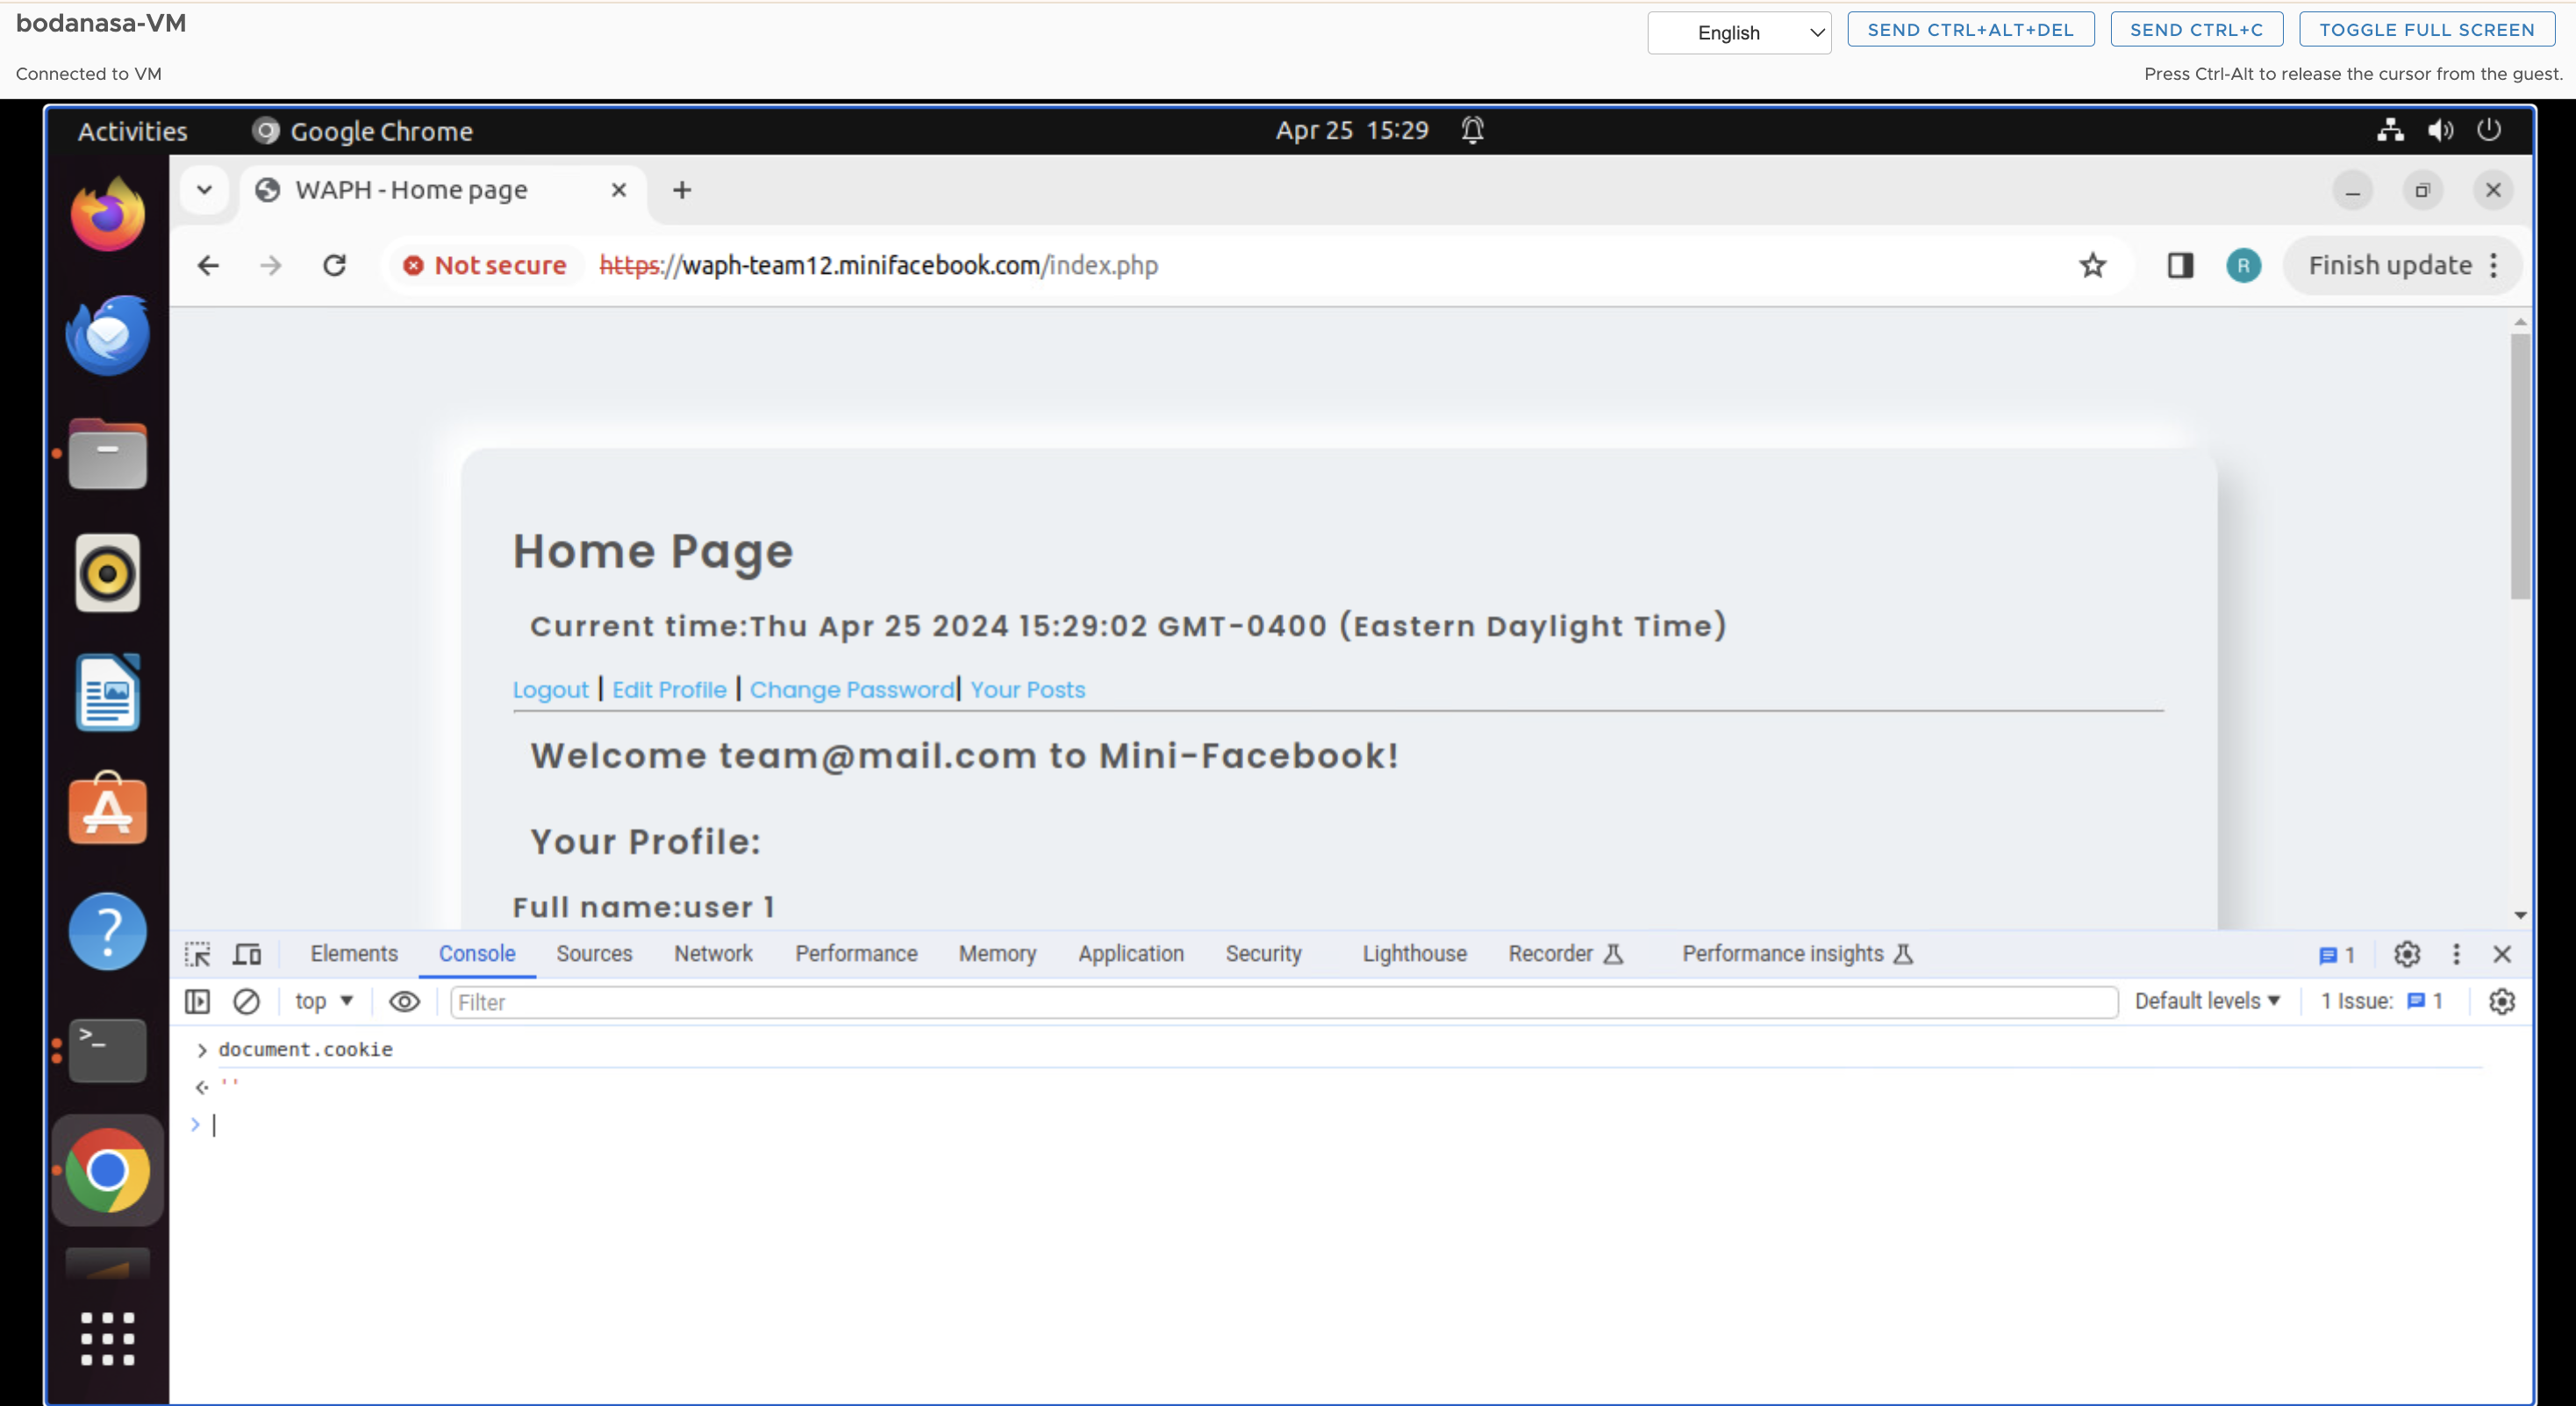 bodanasa-VM
English
SEND CTRL+ALT+DEL
SEND CTRL+C
TOGGLE FULL SCREEN
Connected to VM
Press Ctrl-Alt to release the cursor from the guest.
Activities
Google Chrome
Apr 25 15:29
WAPH - Home page
Not secure
https://waph-team12.minifacebook.com/index.php
R
Finish update
Home Page
Current time:Thu Apr 25 2024 15:29:02 GMT-0400 (Eastern Daylight Time)
Logout | Edit Profile | Change Password| Your Posts
Welcome team@mail.com to Mini-Facebook!
Your Profile:
Full name:user 1
Elements Console Sources Network Performance Memory Application Security Lighthouse Recorder Performance insights 1
top Filter Default levels 1 Issue: 1
> document.cookie
''
>